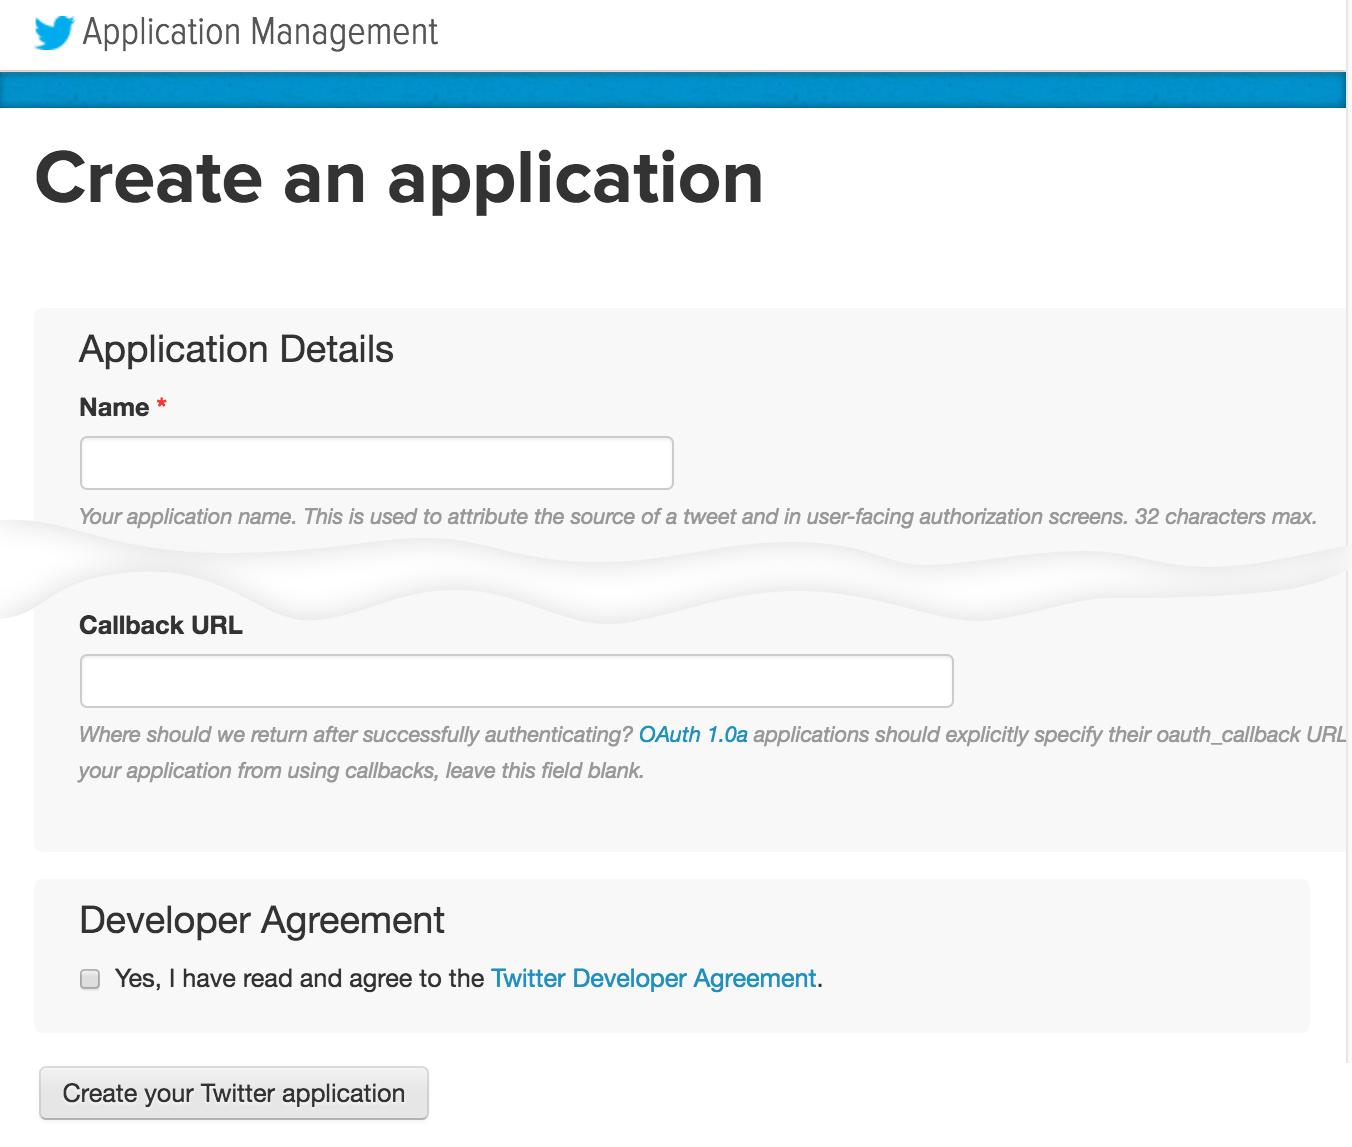 Application Management
Create an application
Application Details
Name *
Your application name. This is used to attribute the source of a tweet and in user-facing authorization screens. 32 characters max.
Callback URL
Where should we return after successfully authenticating? OAuth 1.0a applications should explicitly specify their oauth_callback URL
your application from using callbacks, leave this field blank.
Developer Agreement
Yes, I have read and agree to the Twitter Developer Agreement.
Create your Twitter application